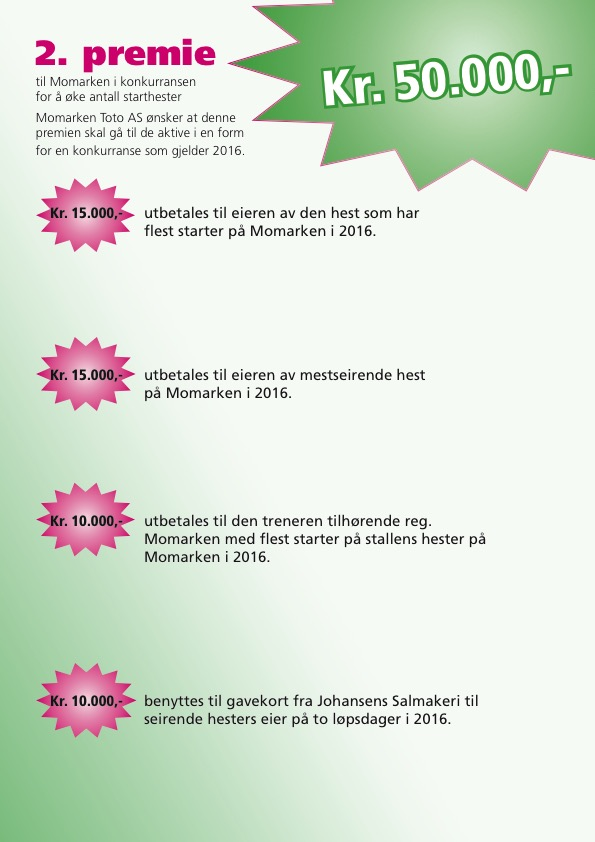 2. premie
Kr. 50.000,-
til Momarken i konkurransen
for å øke antall starthester
Momarken Toto AS ønsker at denne
premien skal gå til de aktive i en form
for en konkurranse som gjelder 2016.
Kr. 15.000,-
utbetales til eieren av den hest som har
flest starter på Momarken i 2016.
Kr. 15.000,-
utbetales til eieren av mestseirende hest
på Momarken i 2016.
Kr. 10.000,-
utbetales til den treneren tilhørende reg.
Momarken med flest starter på stallens hester på
Momarken i 2016.
Kr. 10.000,-
benyttes til gavekort fra Johansens Salmakeri til
seirende hesters eier på to løpsdager i 2016.